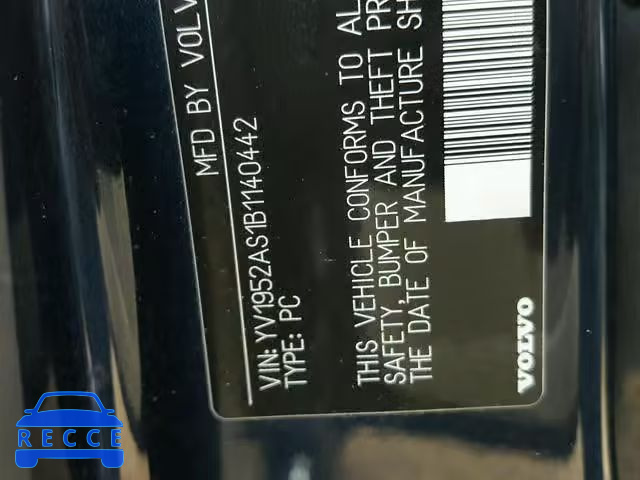 MFD BY VOLV
VIN: YV1952AS1B1140442
TYPE: PC
THIS VEHICLE CONFORMS TO AL
SAFETY, BUMPER AND THEFT PR
THE DATE OF MANUFACTURE SH
VOLVO
RECCE